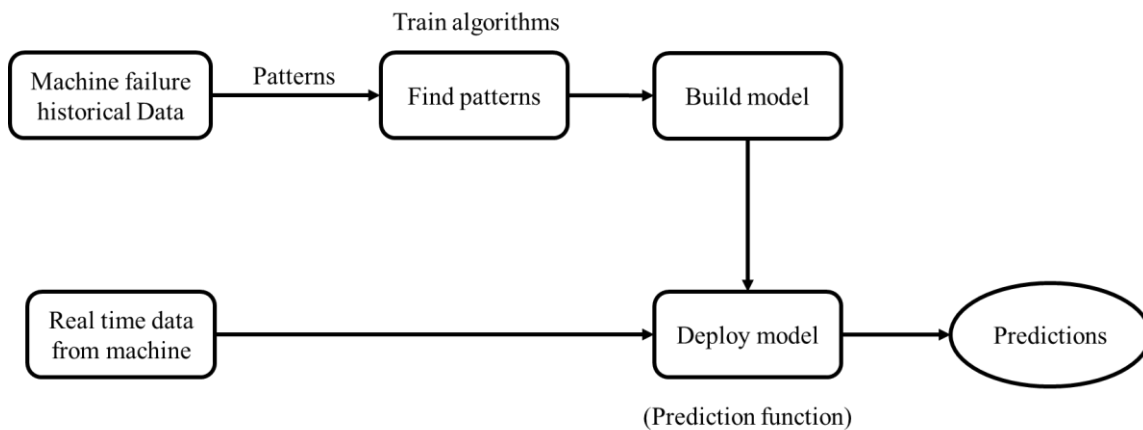 Train algorithms
Machine failure
historical Data
Patterns
Find patterns
Build model
Real time data
from machine
Deploy model
Predictions
(Prediction function)